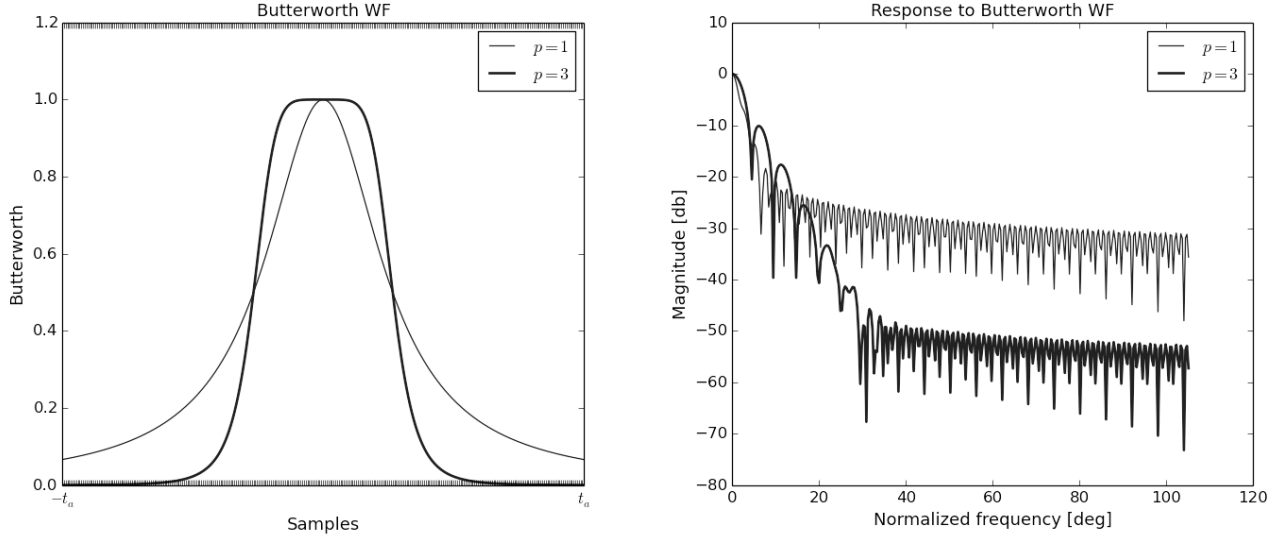 Butterworth WF
1.2
1.0
0.8
0.6
0.4
0.2
0.0
Butterworth
p = 1
p = 3
−t_a
t_a
Samples
Response to Butterworth WF
10
0
−10
−20
−30
−40
−50
−60
−70
−80
Magnitude [db]
p = 1
p = 3
0
20
40
60
80
100
120
Normalized frequency [deg]